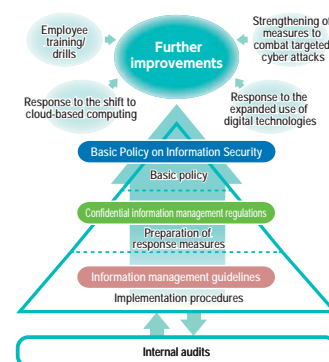 Employee
training/
drills
Strengthening of
measures to
combat targeted
cyber attacks
Further
improvements
Response to the shift to
cloud-based computing
Response to the
expanded use of
digital technologies
Basic Policy on Information Security
Basic policy
Confidential information management regulations
Preparation of
response measures
Information management guidelines
Implementation procedures
Internal audits